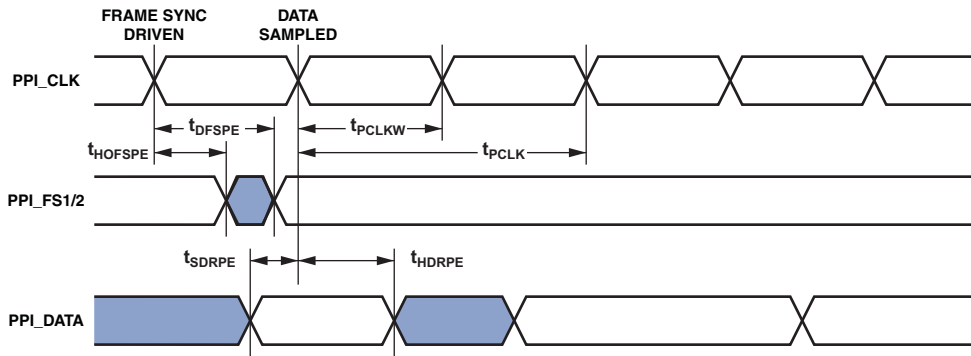 FRAME SYNC
DRIVEN
DATA
SAMPLED
PPI_CLK
tDFSPE
tPCLKW
tHOFSPE
tPCLK
PPI_FS1/2
tSDRPE
tHDRPE
PPI_DATA